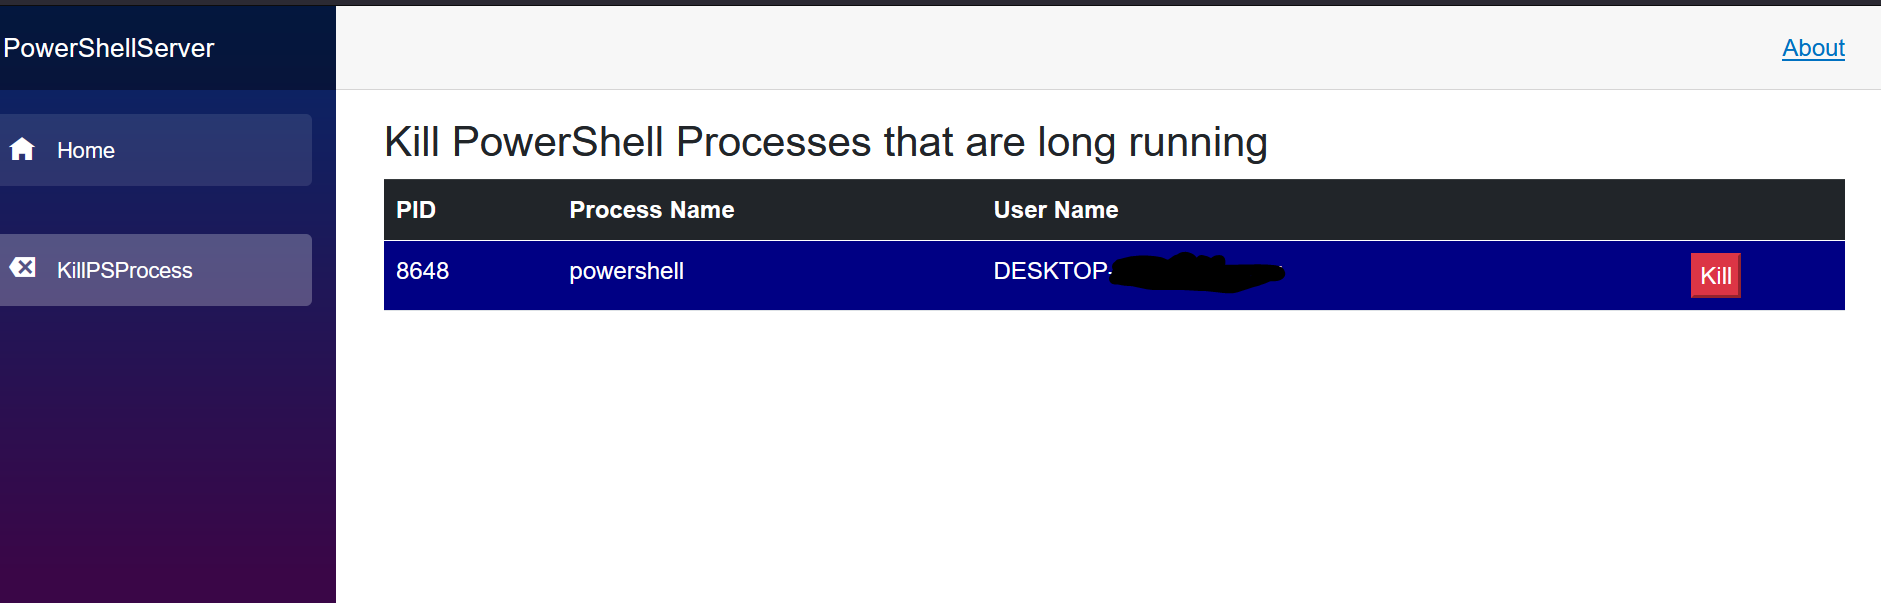 PowerShellServer
About
Home
KillPSProcess
Kill PowerShell Processes that are long running
PID Process Name User Name
8648 powershell DESKTOP- Kill